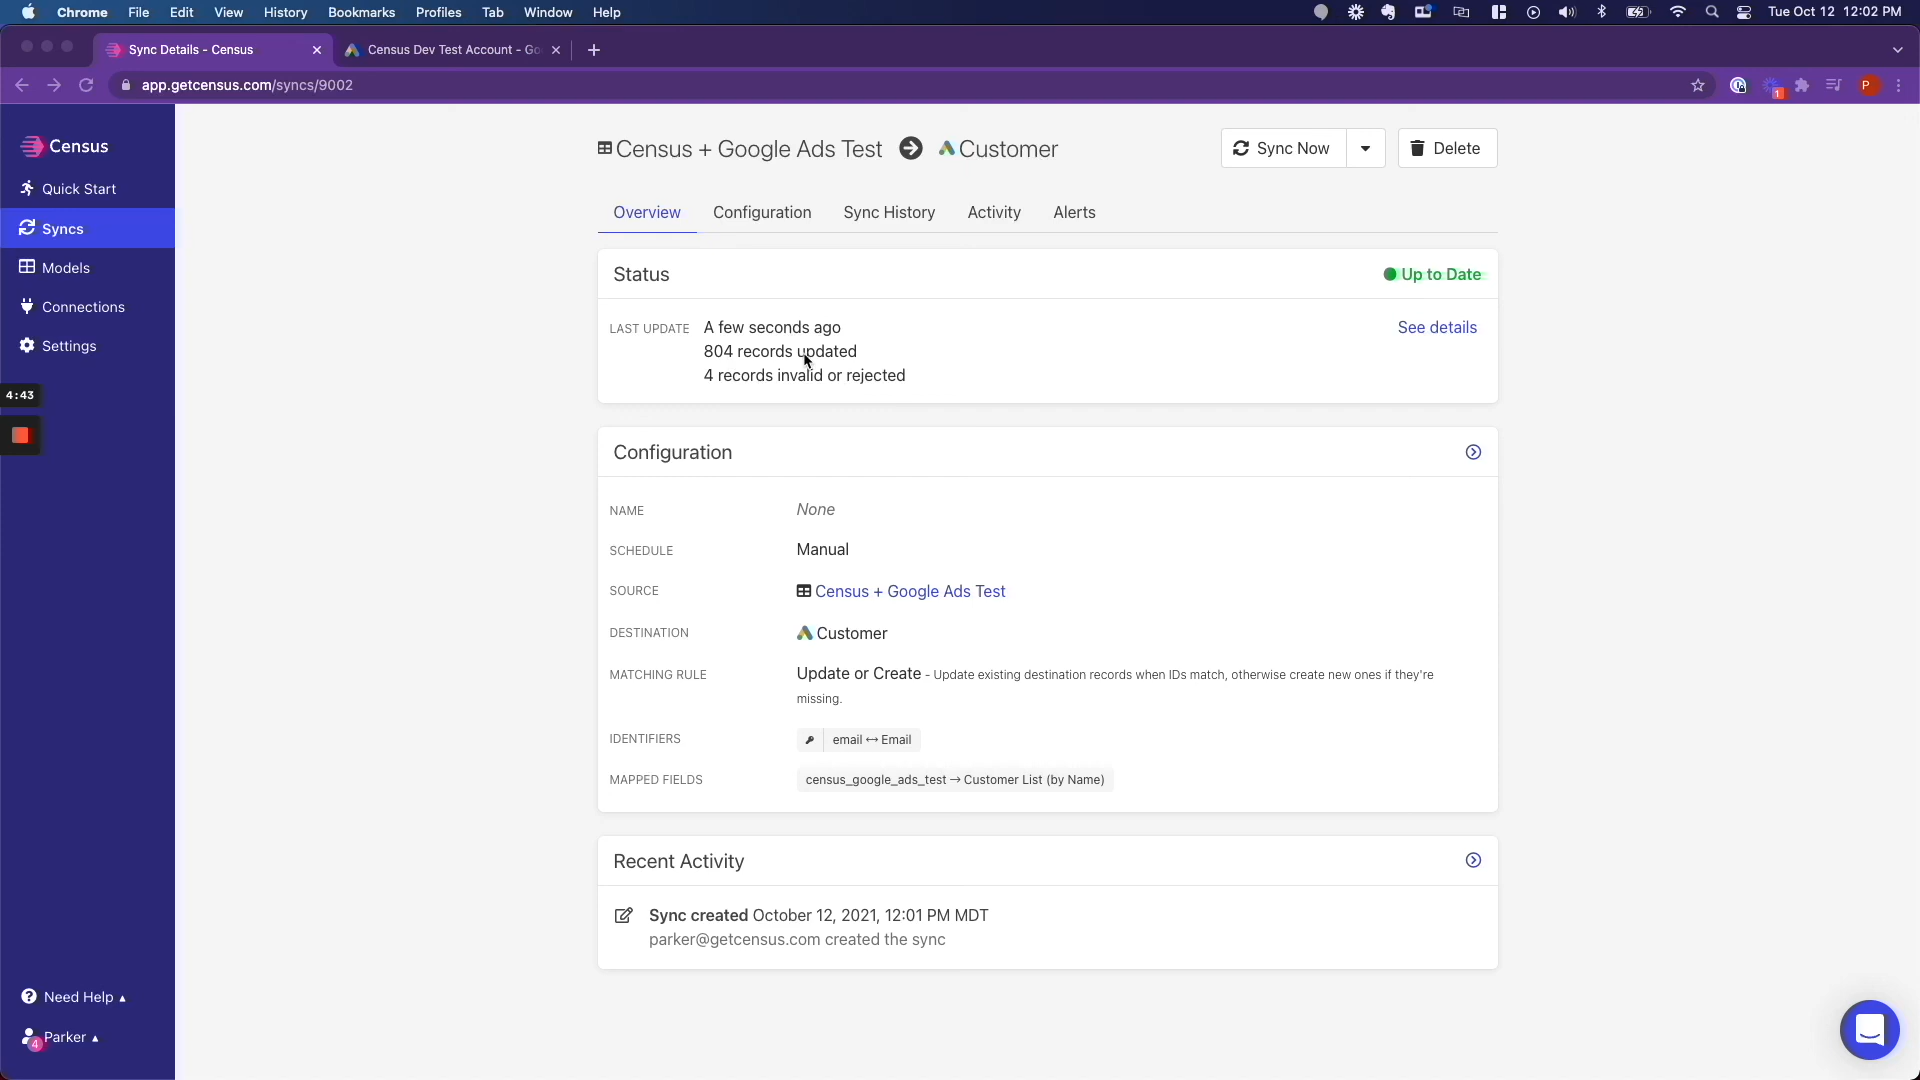 Chrome File Edit View History Bookmarks Profiles Tab Window Help Tue Oct 12 12:02 PM
Sync Details - Census Census Dev Test Account - Go
app.getcensus.com/syncs/9002 1 P
Census
Quick Start
Syncs
Models
Connections
Settings
4:43
Need Help
Parker
4
Census + Google Ads Test Customer Sync Now Delete
Overview Configuration Sync History Activity Alerts
Status Up to Date
LAST UPDATE A few seconds ago See details
804 records updated
4 records invalid or rejected
Configuration
NAME None
SCHEDULE Manual
SOURCE Census + Google Ads Test
DESTINATION Customer
MATCHING RULE Update or Create - Update existing destination records when IDs match, otherwise create new ones if they're
missing.
IDENTIFIERS email ↔ Email
MAPPED FIELDS census_google_ads_test → Customer List (by Name)
Recent Activity
Sync created October 12, 2021, 12:01 PM MDT
parker@getcensus.com created the sync